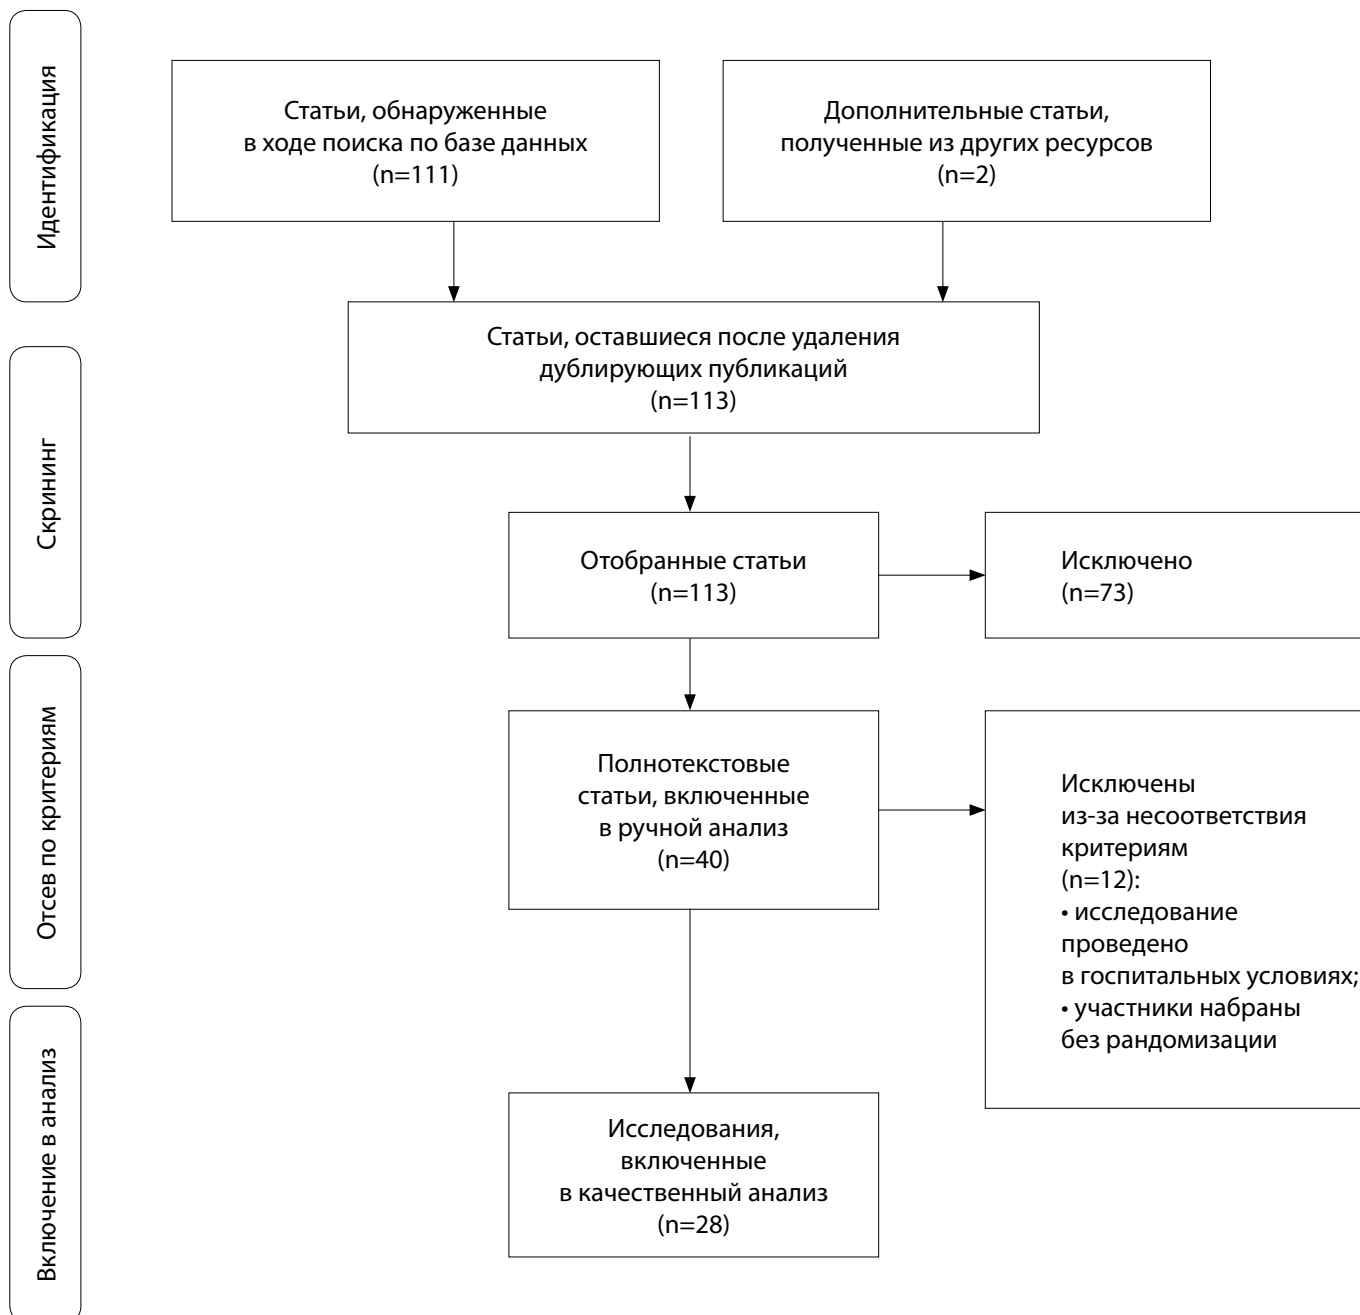 Идентификация
Статьи, обнаруженные
в ходе поиска по базе данных
(n=111)
Дополнительные статьи,
полученные из других ресурсов
(n=2)
Статьи, оставшиеся после удаления
дублирующих публикаций
(n=113)
Скрининг
Отобранные статьи
(n=113)
Исключено
(n=73)
Отсев по критериям
Полнотекстовые
статьи, включенные
в ручной анализ
(n=40)
Исключены
из-за несоответствия
критериям
(n=12):
• исследование
проведено
в госпитальных условиях;
• участники набраны
без рандомизации
Включение в анализ
Исследования,
включенные
в качественный анализ
(n=28)